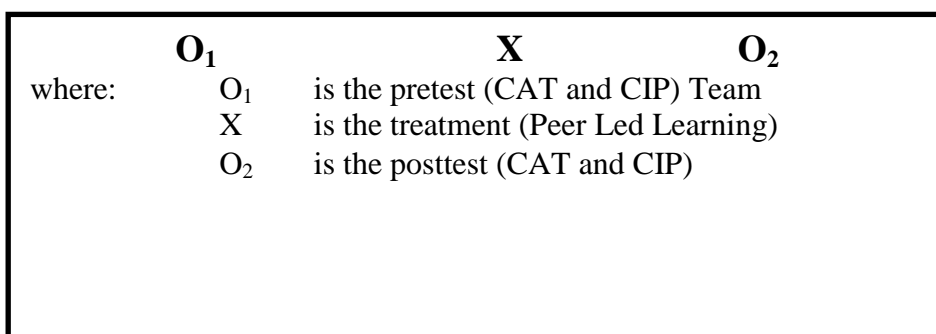 O₁ X O₂
where: O₁ is the pretest (CAT and CIP) Team
X is the treatment (Peer Led Learning)
O₂ is the posttest (CAT and CIP)